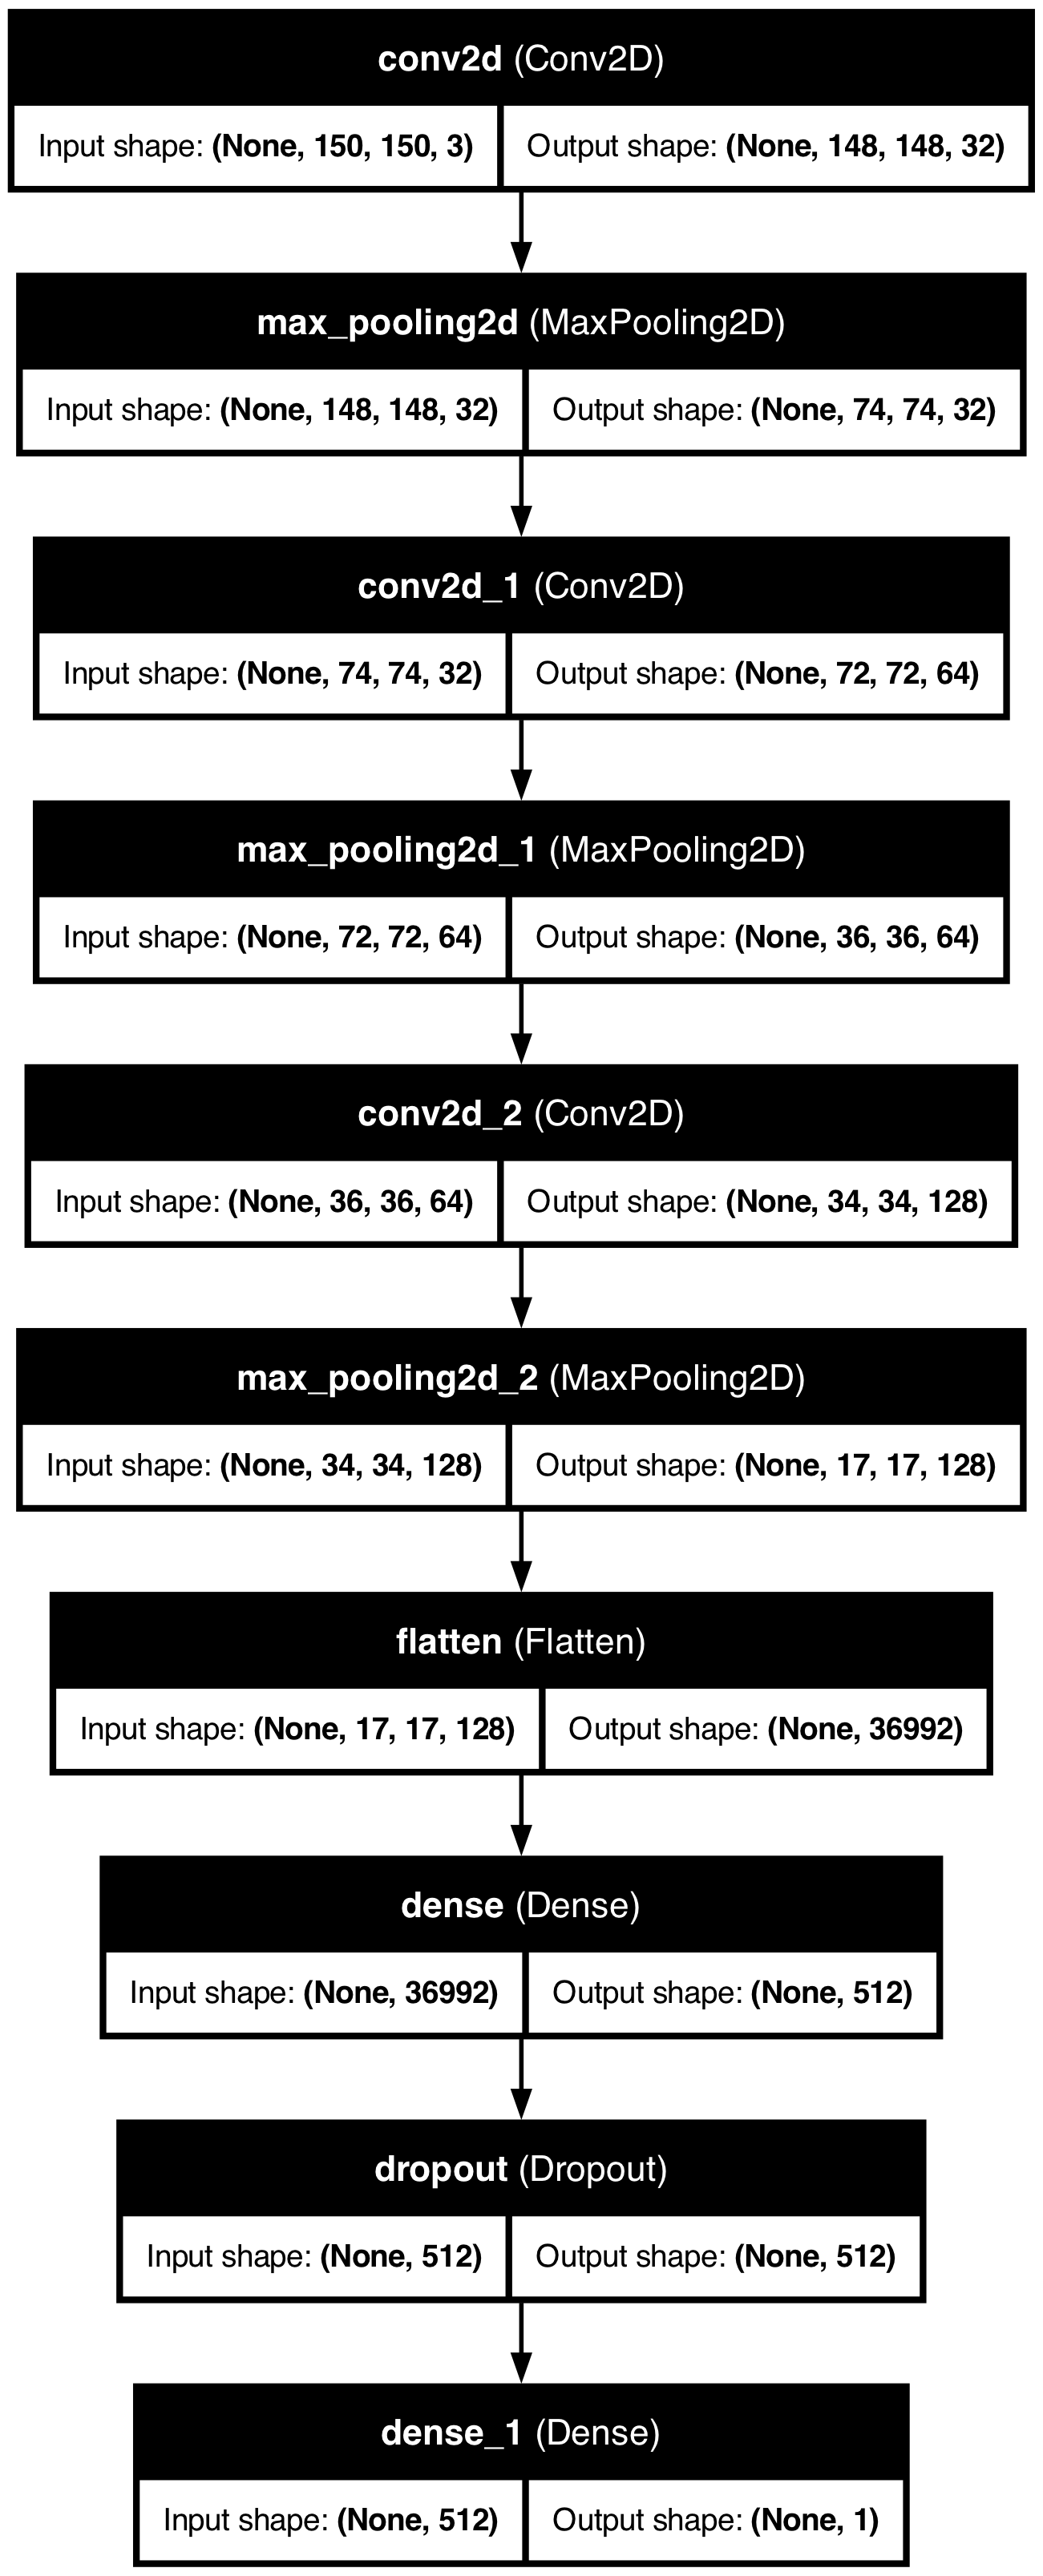 conv2d (Conv2D)
Input shape: (None, 150, 150, 3) Output shape: (None, 148, 148, 32)
max_pooling2d (MaxPooling2D)
Input shape: (None, 148, 148, 32) Output shape: (None, 74, 74, 32)
conv2d_1 (Conv2D)
Input shape: (None, 74, 74, 32) Output shape: (None, 72, 72, 64)
max_pooling2d_1 (MaxPooling2D)
Input shape: (None, 72, 72, 64) Output shape: (None, 36, 36, 64)
conv2d_2 (Conv2D)
Input shape: (None, 36, 36, 64) Output shape: (None, 34, 34, 128)
max_pooling2d_2 (MaxPooling2D)
Input shape: (None, 34, 34, 128) Output shape: (None, 17, 17, 128)
flatten (Flatten)
Input shape: (None, 17, 17, 128) Output shape: (None, 36992)
dense (Dense)
Input shape: (None, 36992) Output shape: (None, 512)
dropout (Dropout)
Input shape: (None, 512) Output shape: (None, 512)
dense_1 (Dense)
Input shape: (None, 512) Output shape: (None, 1)